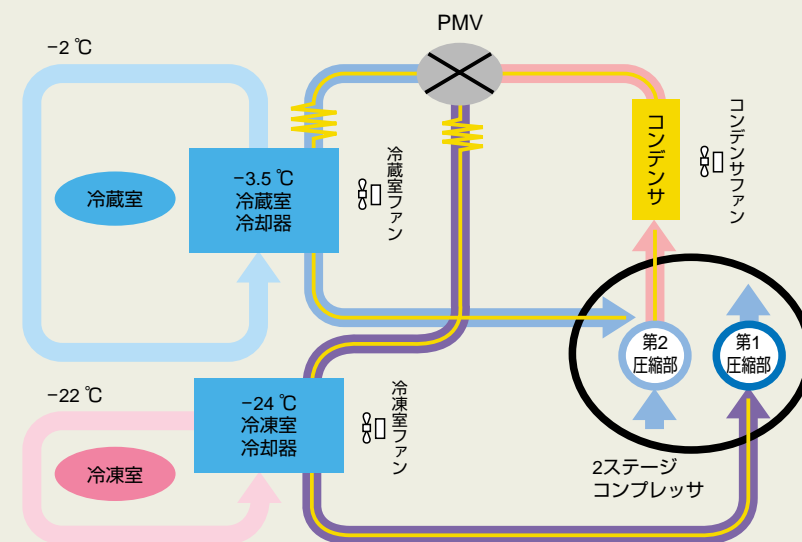 PMV
−2 ℃
冷蔵室
−3.5 ℃
冷蔵室
冷却器
冷蔵室ファン
コンデンサ
コンデンサファン
第2
圧縮部
第1
圧縮部
−22 ℃
冷凍室
−24 ℃
冷凍室
冷却器
冷凍室ファン
2ステージ
コンプレッサ